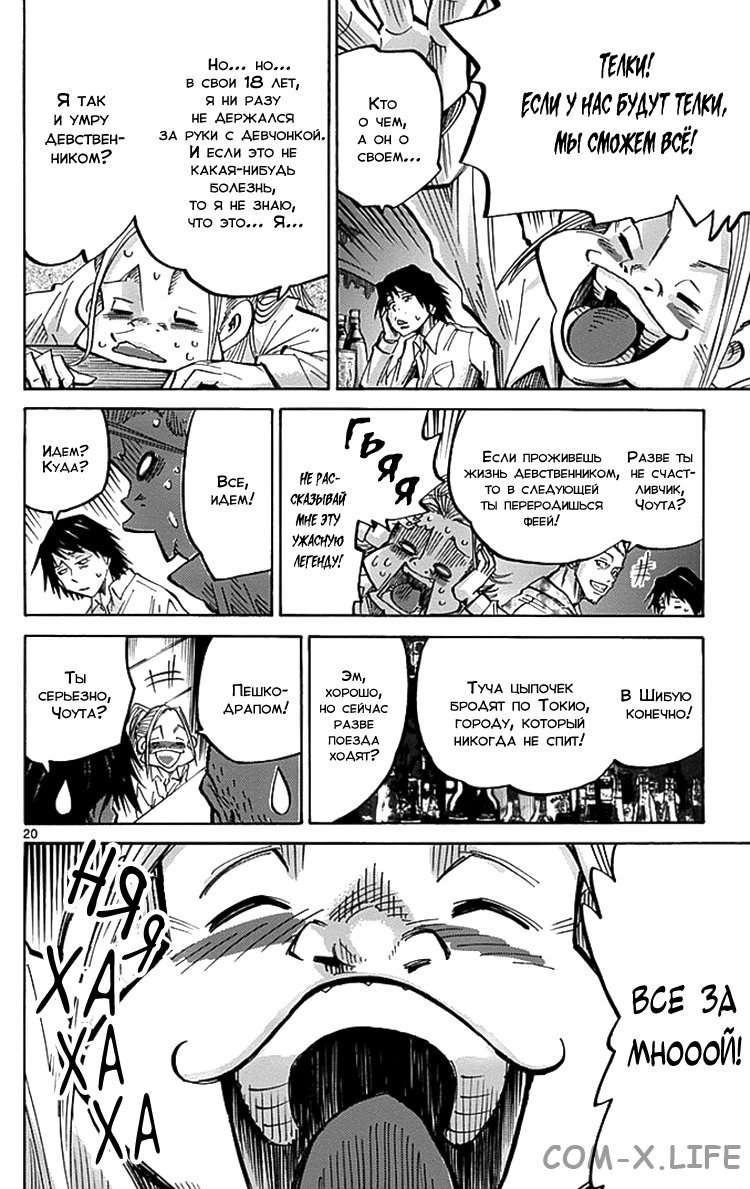 ТЕЛКИ!
ЕСЛИ У НАС БУДУТ ТЕЛКИ,
МЫ СМОЖЕМ ВСЁ!
КТО
О ЧЕМ,
А ОН О
СВОЕМ...
НО... НО...
В СВОИ 18 ЛЕТ,
Я НИ РАЗУ
НЕ ДЕРЖАЛСЯ
ЗА РУКИ С ДЕВЧОНКОЙ.
И ЕСЛИ ЭТО НЕ
КАКАЯ-НИБУДЬ
БОЛЕЗНЬ,
ТО Я НЕ ЗНАЮ,
ЧТО ЭТО... Я...
Я ТАК
И УМРУ
ДЕВСТВЕН-
НИКОМ?
РАЗВЕ ТЫ
НЕ СЧАСТ-
ЛИВЧИК,
ЧОУТА?
ЕСЛИ ПРОЖИВЕШЬ
ЖИЗНЬ ДЕВСТВЕННИКОМ,
ТО В СЛЕДУЮЩЕЙ
ТЫ ПЕРЕРОДИШЬСЯ
ФЕЕЙ!
ГЬЯЯ
НЕ РАС-
СКАЗЫВАЙ
МНЕ ЭТУ
УЖАСНУЮ
ЛЕГЕНДУ!
ВСЕ,
ИДЕМ!
ИДЕМ?
КУДА?
В ШИБУЮ
КОНЕЧНО!
ТУЧА ЦЫПОЧЕК
БРОДЯТ ПО ТОКИО,
ГОРОДУ, КОТОРЫЙ
НИКОГДА НЕ СПИТ!
ЭМ,
ХОРОШО,
НО СЕЙЧАС
РАЗВЕ
ПОЕЗДА
ХОДЯТ?
ПЕШКО-
ДРАПОМ!
ТЫ
СЕРЬЕЗНО,
ЧОУТА?
20
ВСЕ ЗА
МНОООЙ!
НЯЯЯ
ХА
ХА
ХА
COM-X.LIFE